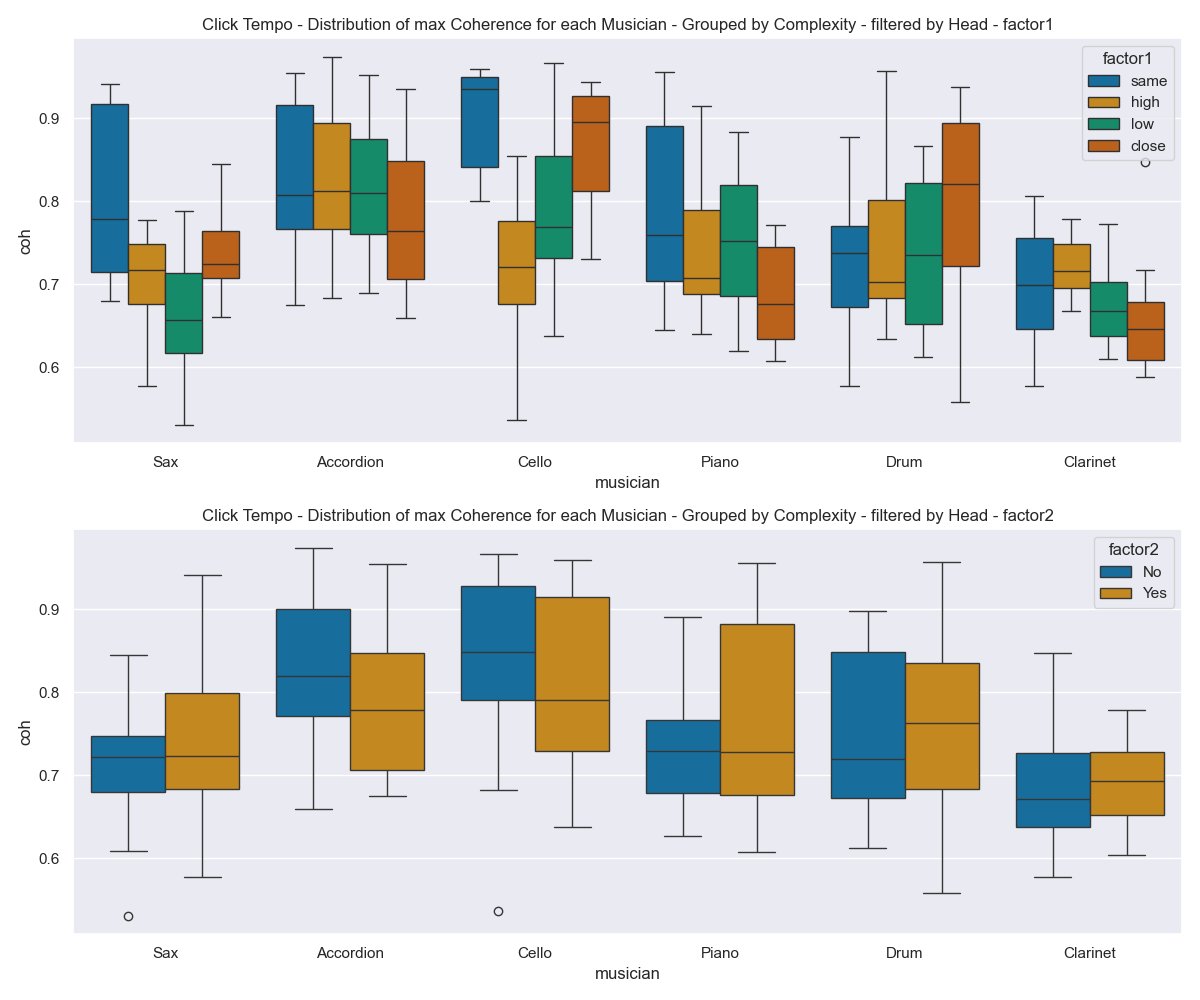 Click Tempo - Distribution of max Coherence for each Musician - Grouped by Complexity - filtered by Head - factor1
factor1
same
high
low
close
0.9
0.8
0.7
0.6
coh
Sax Accordion Cello Piano Drum Clarinet
musician
Click Tempo - Distribution of max Coherence for each Musician - Grouped by Complexity - filtered by Head - factor2
factor2
No
Yes
0.9
0.8
0.7
0.6
coh
Sax Accordion Cello Piano Drum Clarinet
musician